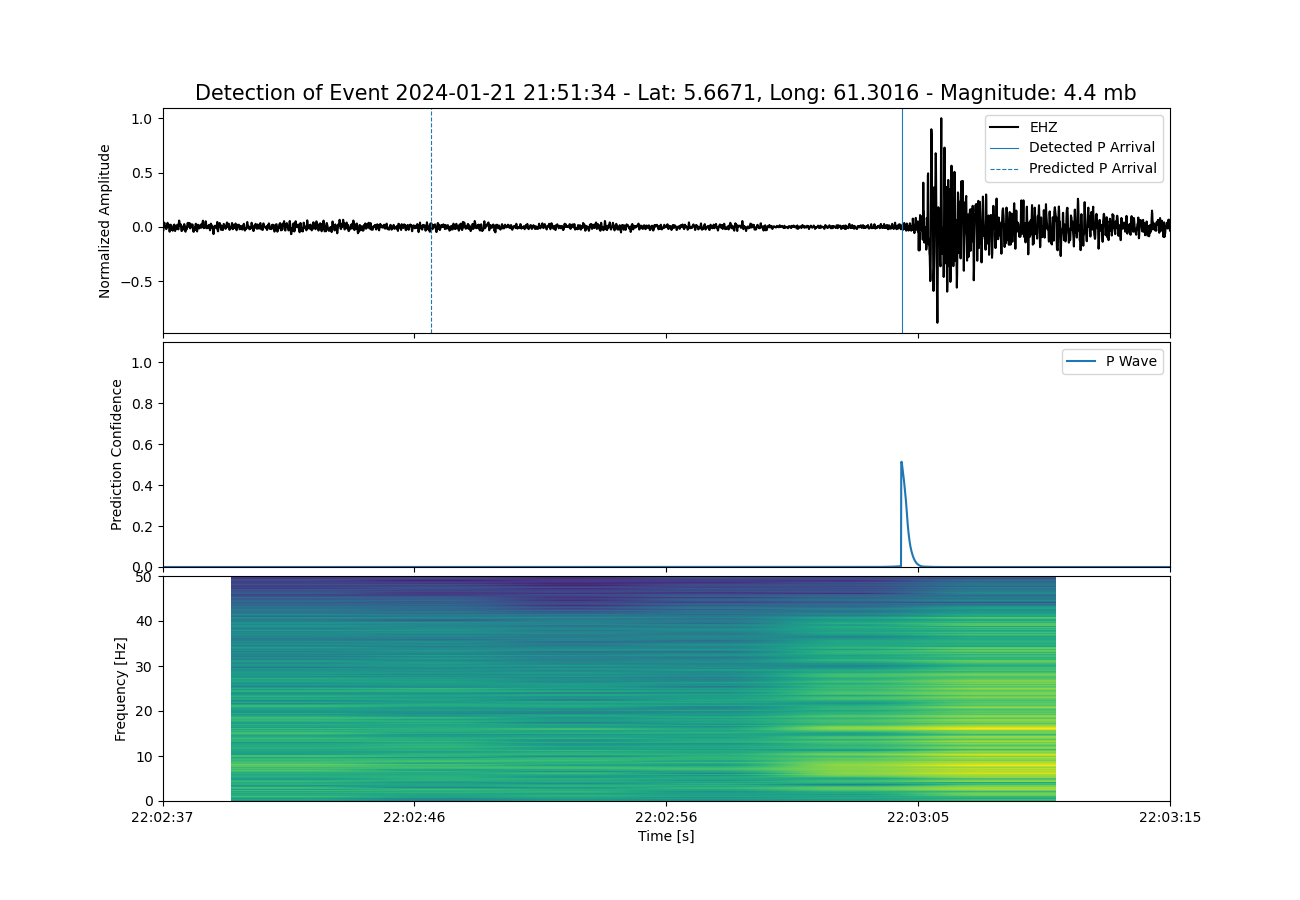 Detection of Event 2024-01-21 21:51:34 - Lat: 5.6671, Long: 61.3016 - Magnitude: 4.4 mb
1.0
0.5
0.0
−0.5
Normalized Amplitude
EHZ
Detected P Arrival
Predicted P Arrival
1.0
0.8
0.6
0.4
0.2
0.0
Prediction Confidence
P Wave
50
40
30
20
10
0
Frequency [Hz]
22:02:37 22:02:46 22:02:56 22:03:05 22:03:15
Time [s]